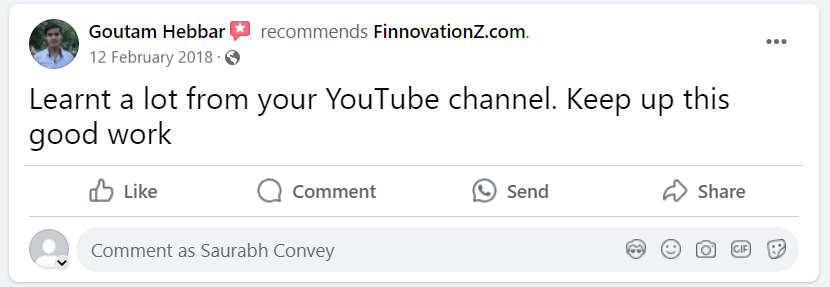 Goutam Hebbar recommends FinnovationZ.com.
12 February 2018 ·
Learnt a lot from your YouTube channel. Keep up this
good work
Like Comment Send Share
Comment as Saurabh Convey GIF